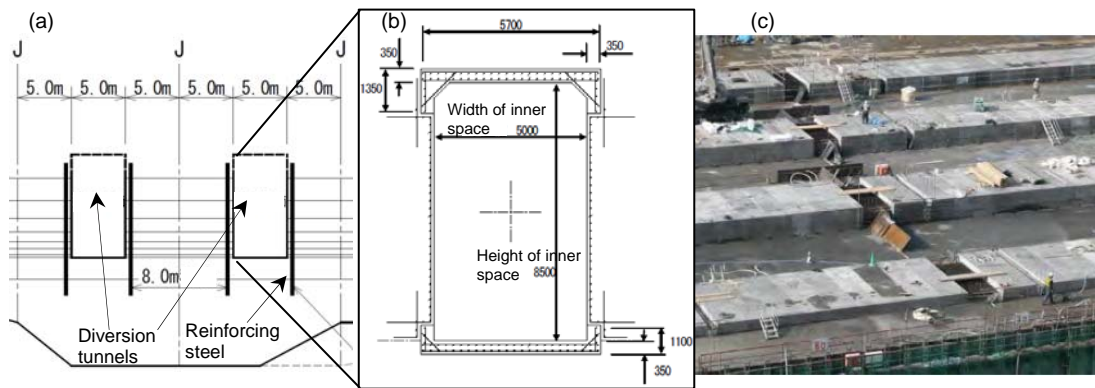 (a)
J
J
J
5.0m
5.0m
5.0m
5.0m
5.0m
5.0m
8.0m
Diversion
tunnels
Reinforcing
steel
(b)
5700
350
350
1350
Width of inner
space
5000
Height of inner
space
8500
1100
350
(c)